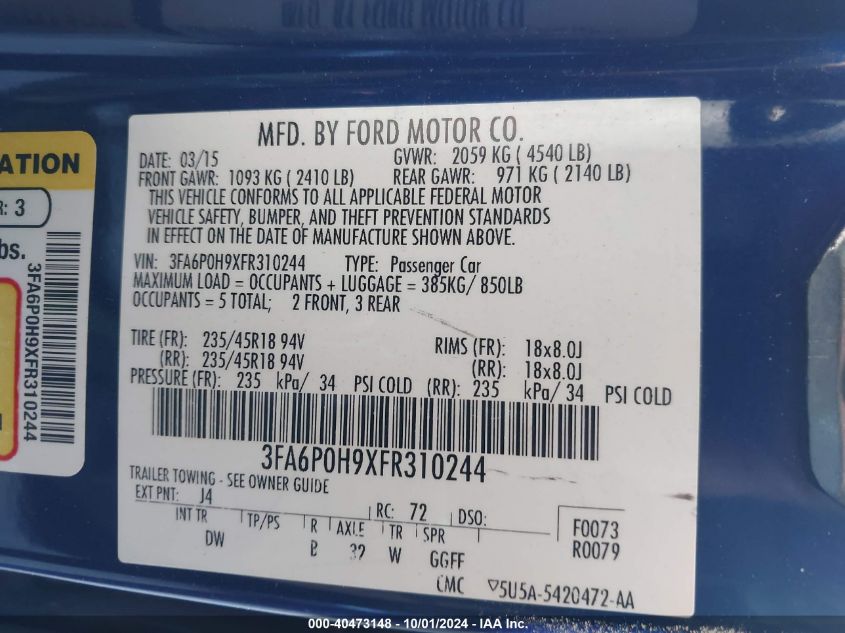 MFD. BY FORD MOTOR CO.
DATE: 03/15 GVWR: 2059 KG ( 4540 LB)
FRONT GAWR: 1093 KG ( 2410 LB) REAR GAWR: 971 KG ( 2140 LB)
THIS VEHICLE CONFORMS TO ALL APPLICABLE FEDERAL MOTOR
VEHICLE SAFETY, BUMPER, AND THEFT PREVENTION STANDARDS
IN EFFECT ON THE DATE OF MANUFACTURE SHOWN ABOVE.
VIN: 3FA6P0H9XFR310244 TYPE: Passenger Car
MAXIMUM LOAD = OCCUPANTS + LUGGAGE = 385KG/ 850LB
OCCUPANTS = 5 TOTAL; 2 FRONT, 3 REAR
TIRE (FR): 235/45R18 94V RIMS (FR): 18x8.0J
(RR): 235/45R18 94V (RR): 18x8.0J
PRESSURE (FR): 235 kPa/ 34 PSI COLD (RR): 235 kPa/ 34 PSI COLD
3FA6P0H9XFR310244
TRAILER TOWING - SEE OWNER GUIDE
EXT PNT: J4 RC: 72 DSO:
INT TR TP/PS R AXLE TR SPR F0073
DW B 32 W GGFF R0079
CMC 5U5A-5420472-AA
ATION
R: 3
bs.
3FA6P0H9XFR310244
000-40473148 - 10/01/2024 - IAA Inc.